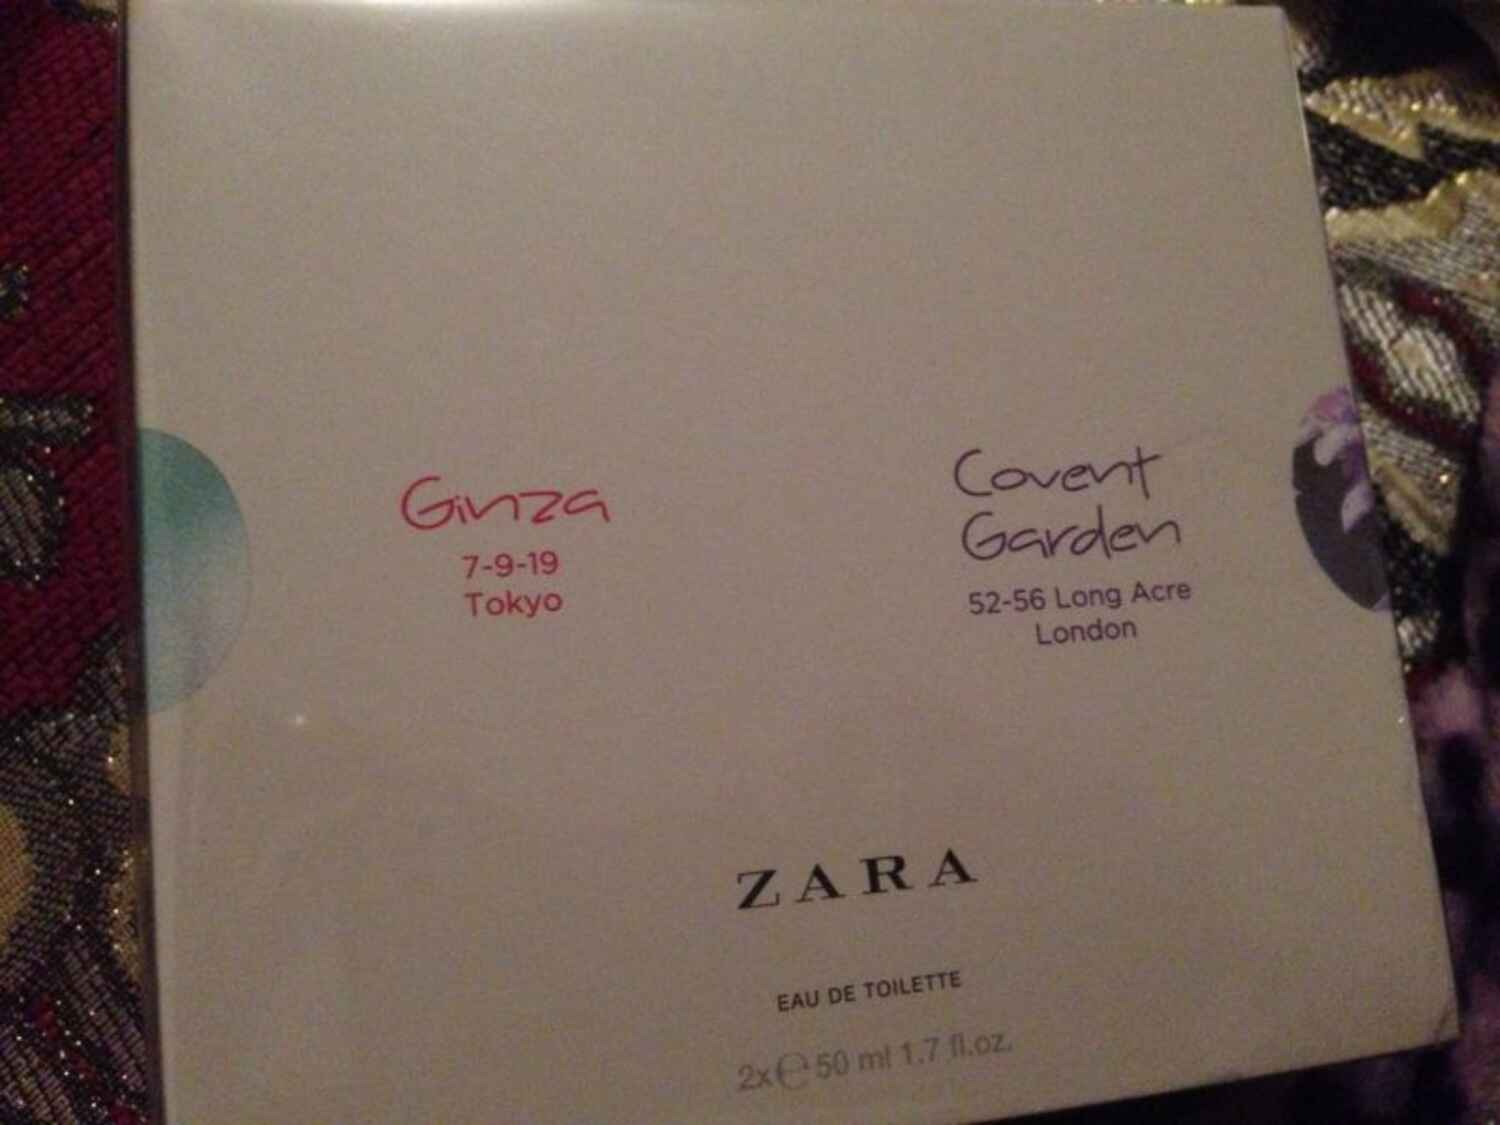 Ginza
7-9-19
Tokyo
Covent
Garden
52-56 Long Acre
London
ZARA
EAU DE TOILETTE
2x℮ 50 ml 1.7 fl.oz.